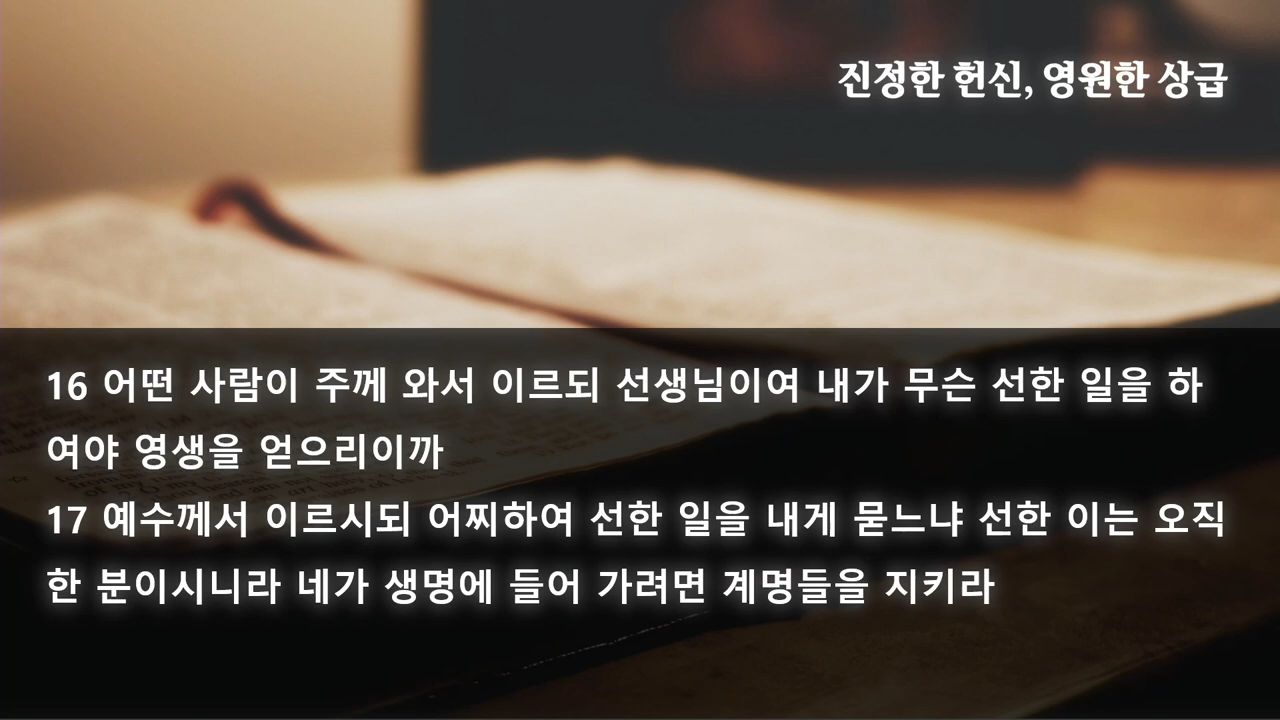 진정한 헌신, 영원한 상급
16 어떤 사람이 주께 와서 이르되 선생님이여 내가 무슨 선한 일을 하
여야 영생을 얻으리이까
17 예수께서 이르시되 어찌하여 선한 일을 내게 묻느냐 선한 이는 오직
한 분이시니라 네가 생명에 들어 가려면 계명들을 지키라